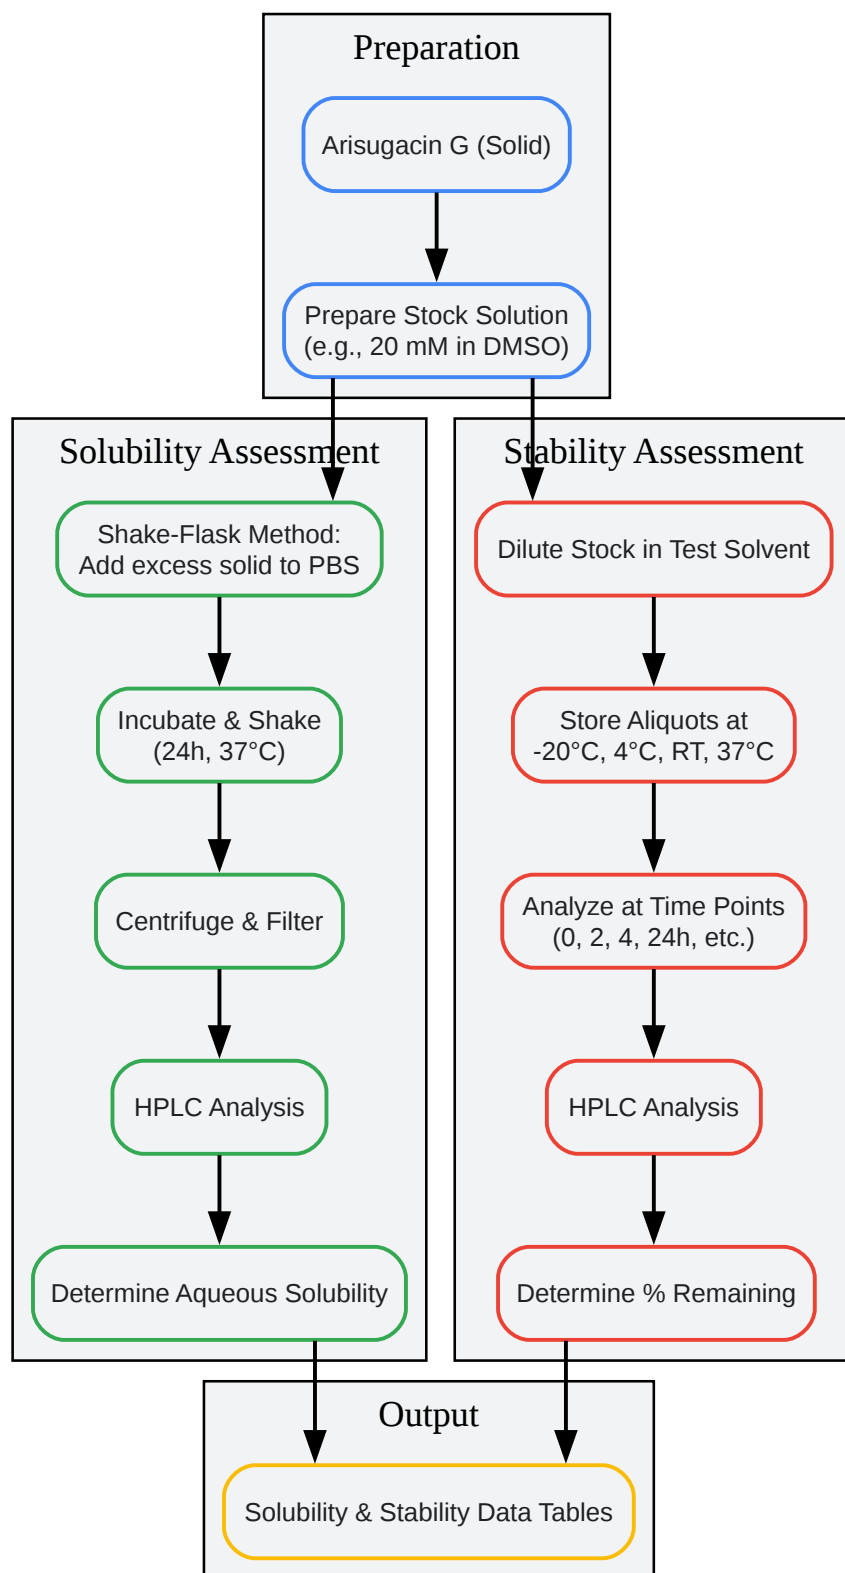 Preparation
Arisugacin G (Solid)
Prepare Stock Solution
(e.g., 20 mM in DMSO)
Solubility Assessment
Shake-Flask Method:
Add excess solid to PBS
Incubate & Shake
(24h, 37°C)
Centrifuge & Filter
HPLC Analysis
Determine Aqueous Solubility
Stability Assessment
Dilute Stock in Test Solvent
Store Aliquots at
-20°C, 4°C, RT, 37°C
Analyze at Time Points
(0, 2, 4, 24h, etc.)
HPLC Analysis
Determine % Remaining
Output
Solubility & Stability Data Tables